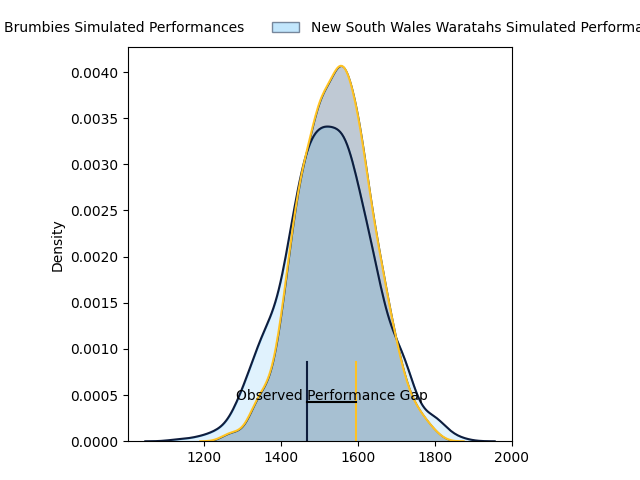 Brumbies Simulated Performances New South Wales Waratahs Simulated Performa
0.0040
0.0035
0.0030
0.0025
0.0020
0.0015
0.0010
0.0005
0.0000
Density
Observed Performance Gap
1200 1400 1600 1800 2000